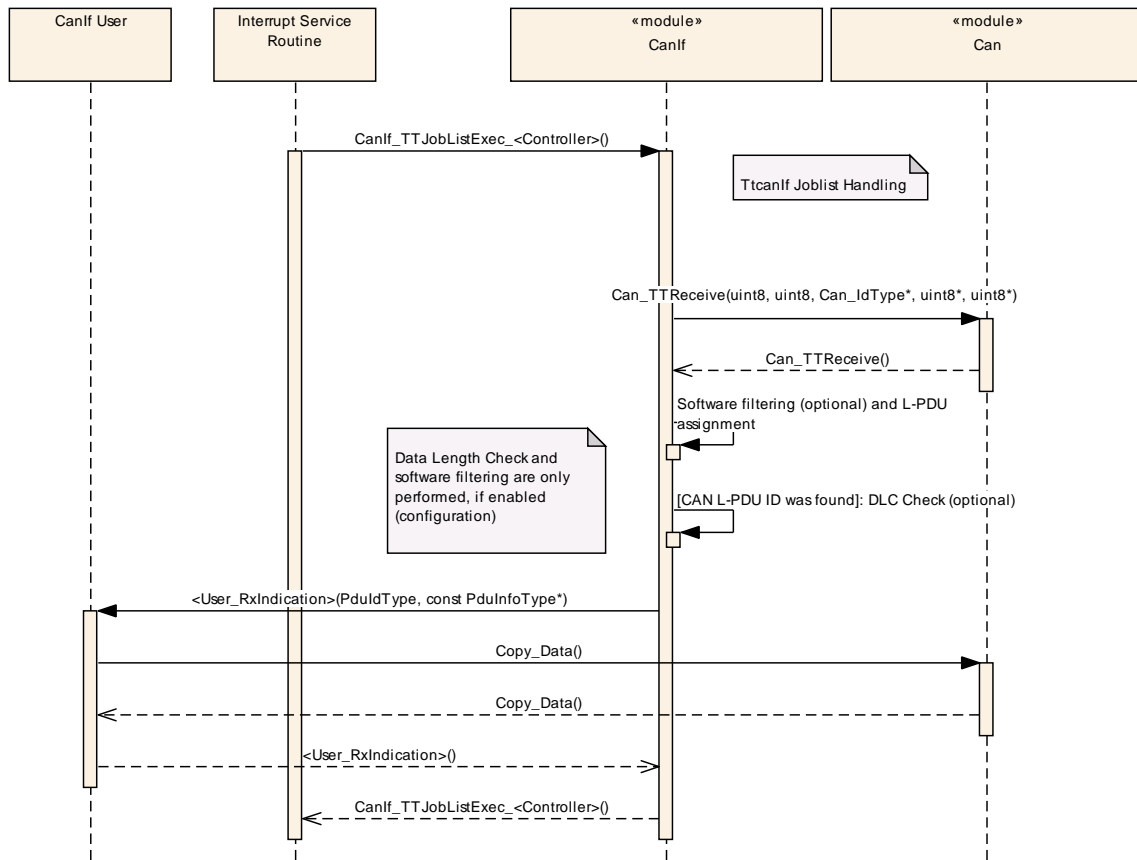 CanIf User
Interrupt Service
Routine
«module»
CanIf
«module»
Can
CanIf_TTJobListExec_<Controller>()
TtcanIf Joblist Handling
Can_TTReceive(uint8, uint8, Can_IdType*, uint8*, uint8*)
Can_TTReceive()
Software filtering (optional) and L-PDU
assignment
Data Length Check and
software filtering are only
performed, if enabled
(configuration)
[CAN L-PDU ID was found]: DLC Check (optional)
<User_RxIndication>(PduIdType, const PduInfoType*)
Copy_Data()
Copy_Data()
<User_RxIndication>()
CanIf_TTJobListExec_<Controller>()